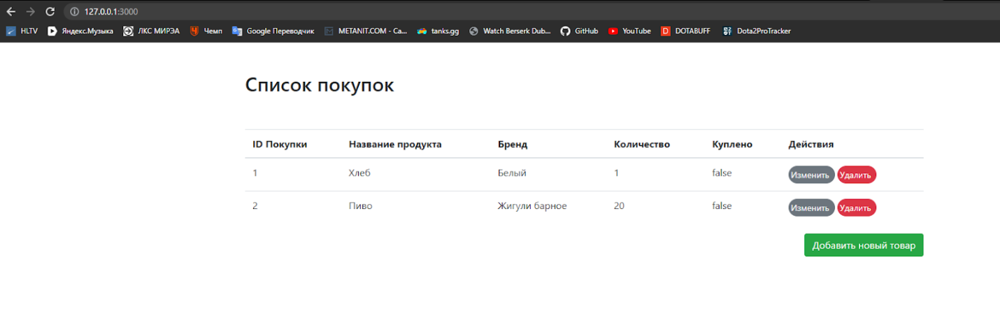 127.0.0.1:3000
HLTV Яндекс.Музыка ЛКС МИРЭА Чемп Google Переводчик METANIT.COM - Са... tanks.gg Watch Berserk Dub... GitHub YouTube DOTABUFF Dota2ProTracker
Список покупок
ID Покупки Название продукта Бренд Количество Куплено Действия
1 Хлеб Белый 1 false Изменить Удалить
2 Пиво Жигули барное 20 false Изменить Удалить
Добавить новый товар